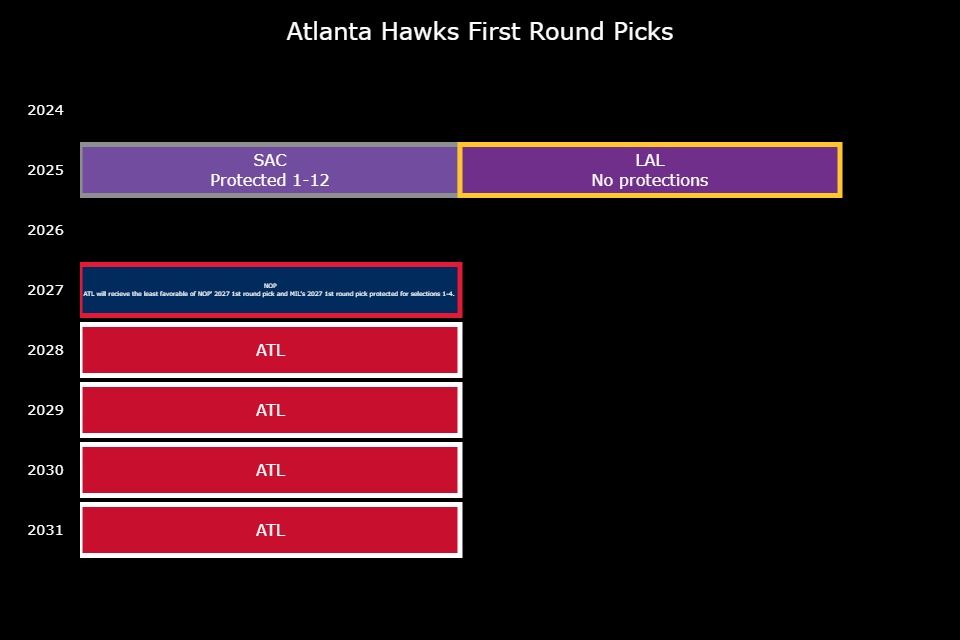 Atlanta Hawks First Round Picks
2024
2025
SAC
Protected 1-12
LAL
No protections
2026
2027
NOP
ATL will recieve the least favorable of NOP' 2027 1st round pick and MIL's 2027 1st round pick protected for selections 1-4.
2028
ATL
2029
ATL
2030
ATL
2031
ATL